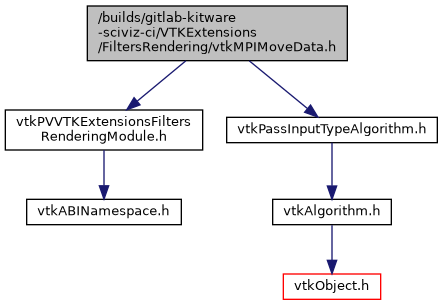 /builds/gitlab-kitware
-sciviz-ci/VTKExtensions
/FiltersRendering/vtkMPIMoveData.h
vtkPVVTKExtensionsFilters
RenderingModule.h
vtkPassInputTypeAlgorithm.h
vtkABINamespace.h
vtkAlgorithm.h
vtkObject.h